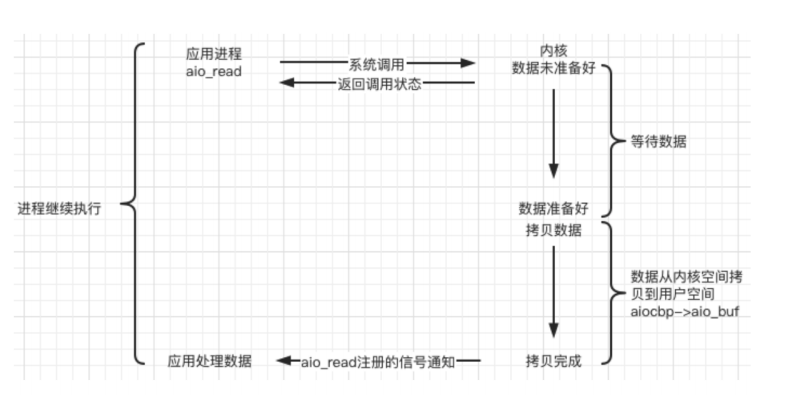 应用进程
aio_read
系统调用
返回调用状态
内核
数据未准备好
等待数据
进程继续执行
数据准备好
拷贝数据
数据从内核空间拷
贝到用户空间
aiocbp->aio_buf
应用处理数据
aio_read注册的信号通知
拷贝完成